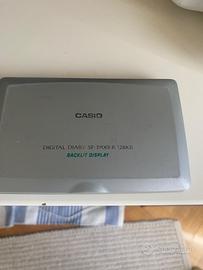 CASIO
DIGITAL DIARY SF-
BACKLIT DISPLAY